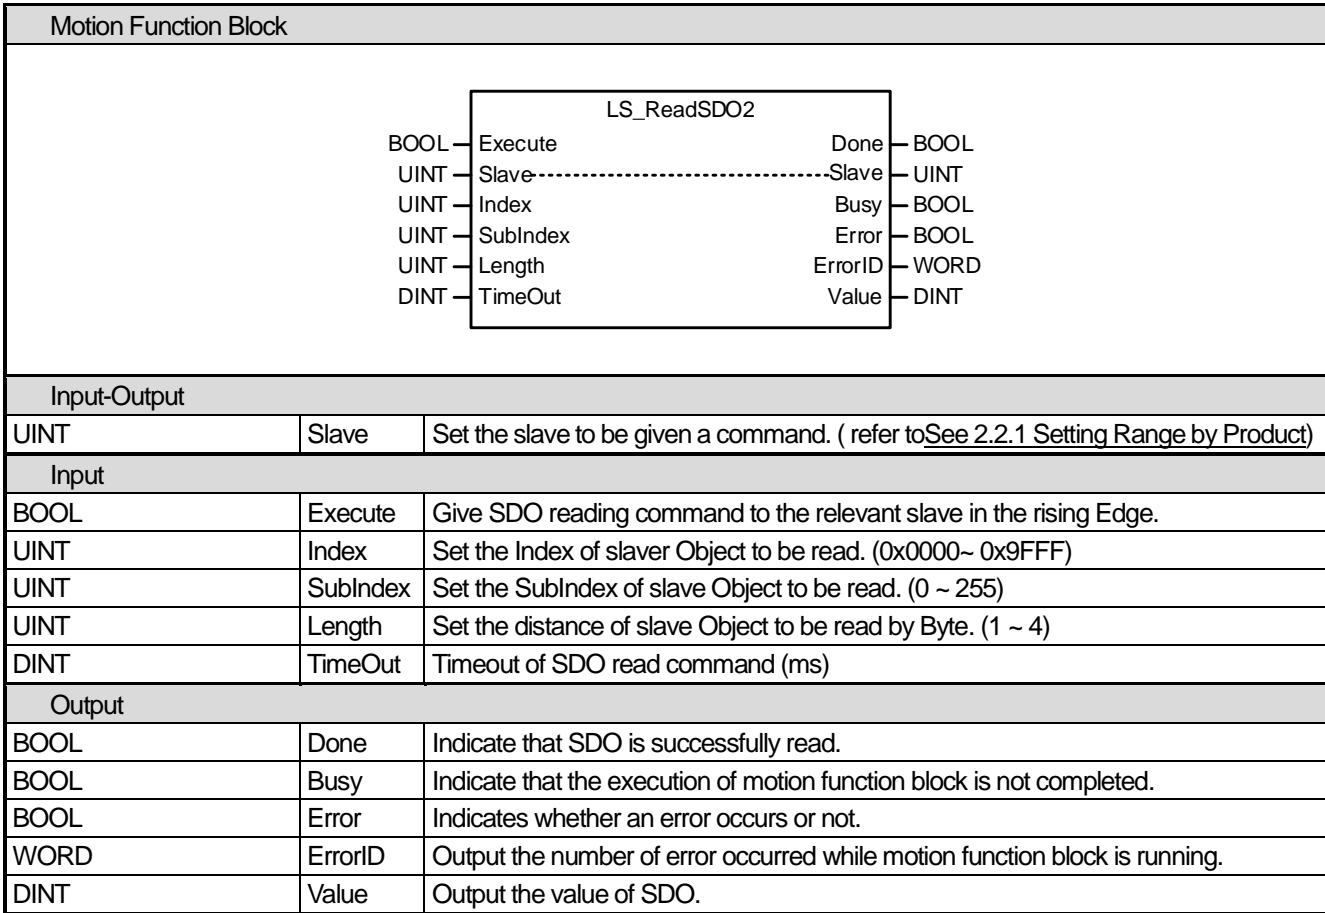 Motion Function Block
LS_ReadSDO2
BOOL Execute Done BOOL
UINT Slave Slave UINT
UINT Index Busy BOOL
UINT SubIndex Error BOOL
UINT Length ErrorID WORD
DINT TimeOut Value DINT
Input-Output
UINT Slave Set the slave to be given a command. ( refer toSee 2.2.1 Setting Range by Product)
Input
BOOL Execute Give SDO reading command to the relevant slave in the rising Edge.
UINT Index Set the Index of slaver Object to be read. (0x0000~ 0x9FFF)
UINT SubIndex Set the SubIndex of slave Object to be read. (0 ~ 255)
UINT Length Set the distance of slave Object to be read by Byte. (1 ~ 4)
DINT TimeOut Timeout of SDO read command (ms)
Output
BOOL Done Indicate that SDO is successfully read.
BOOL Busy Indicate that the execution of motion function block is not completed.
BOOL Error Indicates whether an error occurs or not.
WORD ErrorID Output the number of error occurred while motion function block is running.
DINT Value Output the value of SDO.